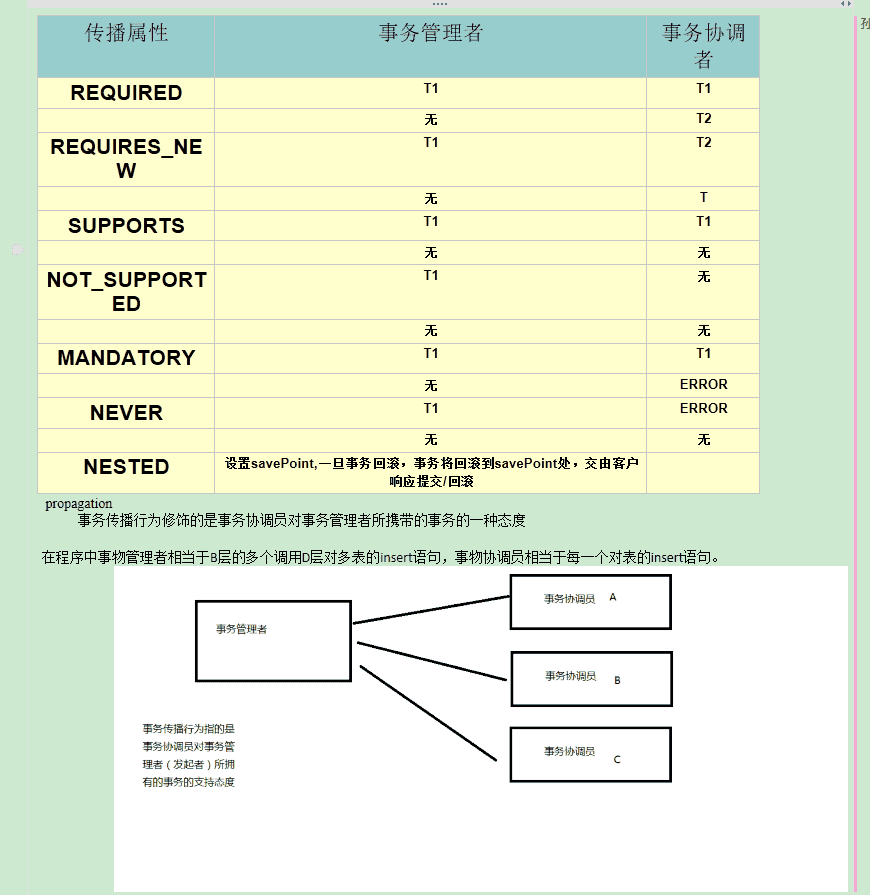 传播属性 事务管理者 事务协调
者
REQUIRED T1 T1
无 T2
REQUIRES_NE T1 T2
W
无 T
SUPPORTS T1 T1
无 无
NOT_SUPPORT T1 无
ED
无 无
MANDATORY T1 T1
无 ERROR
NEVER T1 ERROR
无 无
NESTED 设置savePoint,一旦事务回滚，事务将回滚到savePoint处，交由客户
响应提交/回滚
propagation
事务传播行为修饰的是事务协调员对事务管理者所携带的事务的一种态度
在程序中事物管理者相当于B层的多个调用D层对多表的insert语句，事物协调员相当于每一个对表的insert语句。
事务管理者
事务协调员 A
事务协调员 B
事务协调员 C
事务传播行为指的是
事务协调员对事务管
理者（发起者）所拥
有的事务的支持态度